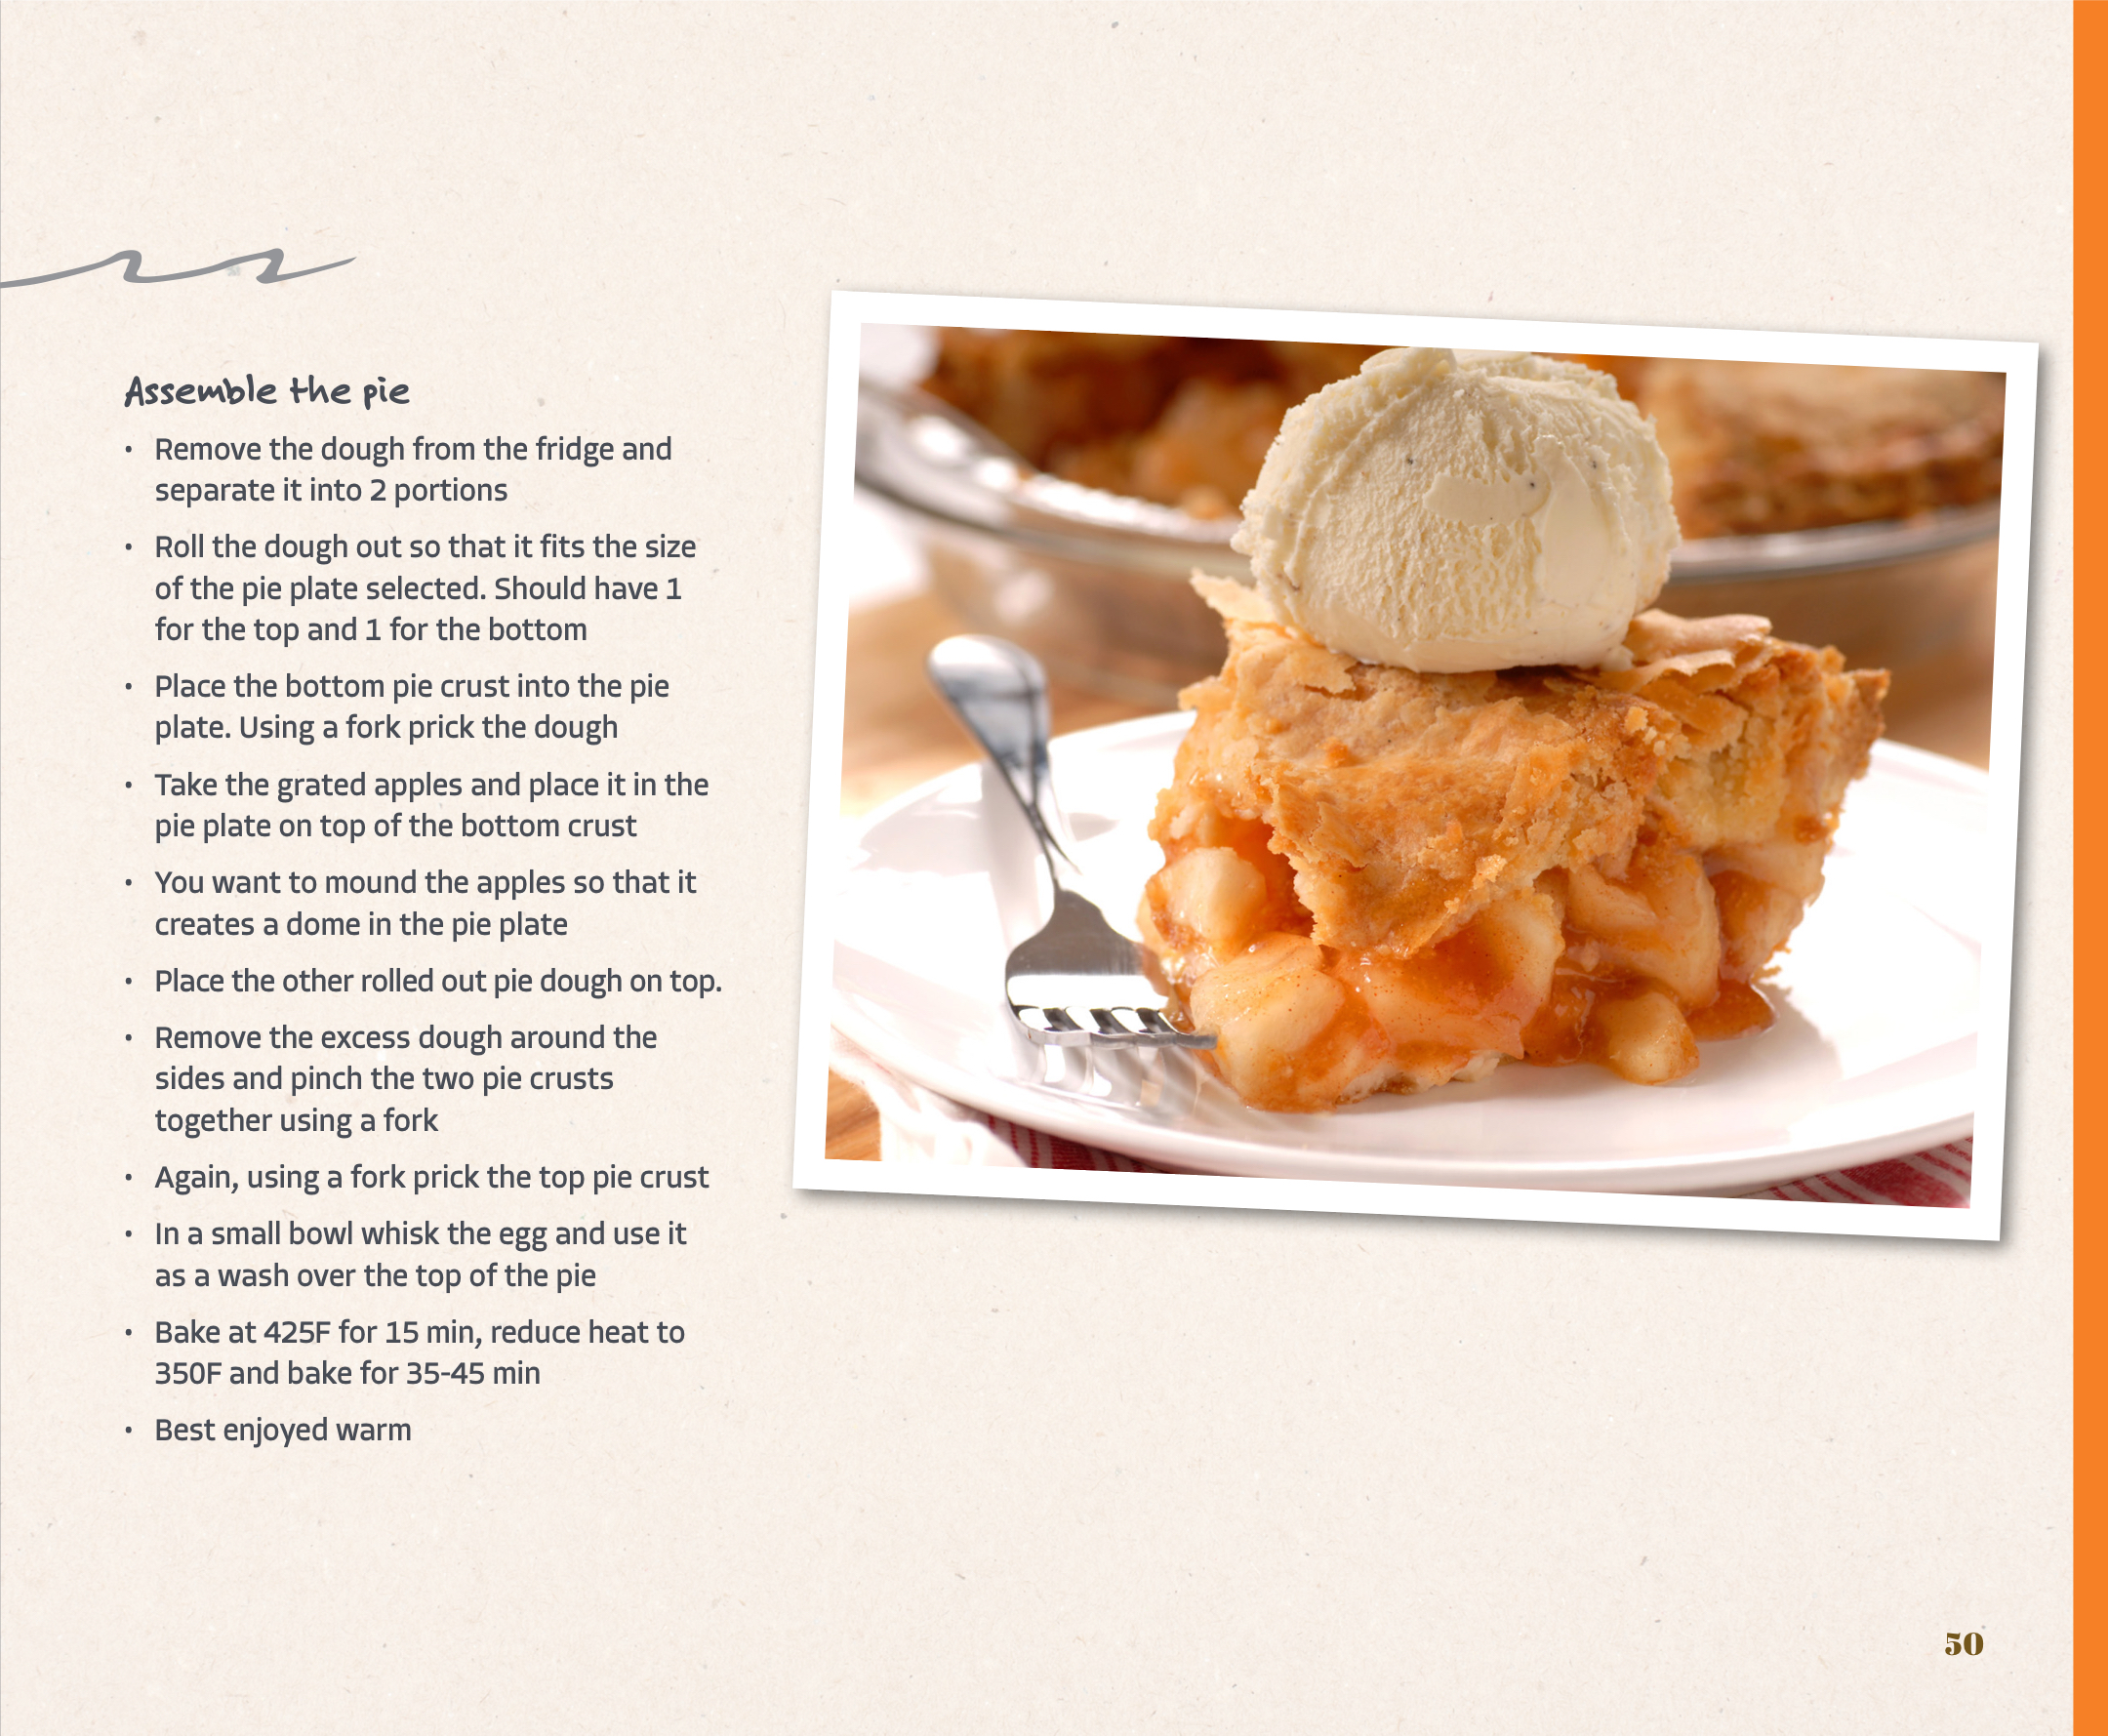 Assemble the pie
• Remove the dough from the fridge and
separate it into 2 portions
• Roll the dough out so that it fits the size
of the pie plate selected. Should have 1
for the top and 1 for the bottom
• Place the bottom pie crust into the pie
plate. Using a fork prick the dough
• Take the grated apples and place it in the
pie plate on top of the bottom crust
• You want to mound the apples so that it
creates a dome in the pie plate
• Place the other rolled out pie dough on top.
• Remove the excess dough around the
sides and pinch the two pie crusts
together using a fork
• Again, using a fork prick the top pie crust
• In a small bowl whisk the egg and use it
as a wash over the top of the pie
• Bake at 425F for 15 min, reduce heat to
350F and bake for 35-45 min
• Best enjoyed warm
50